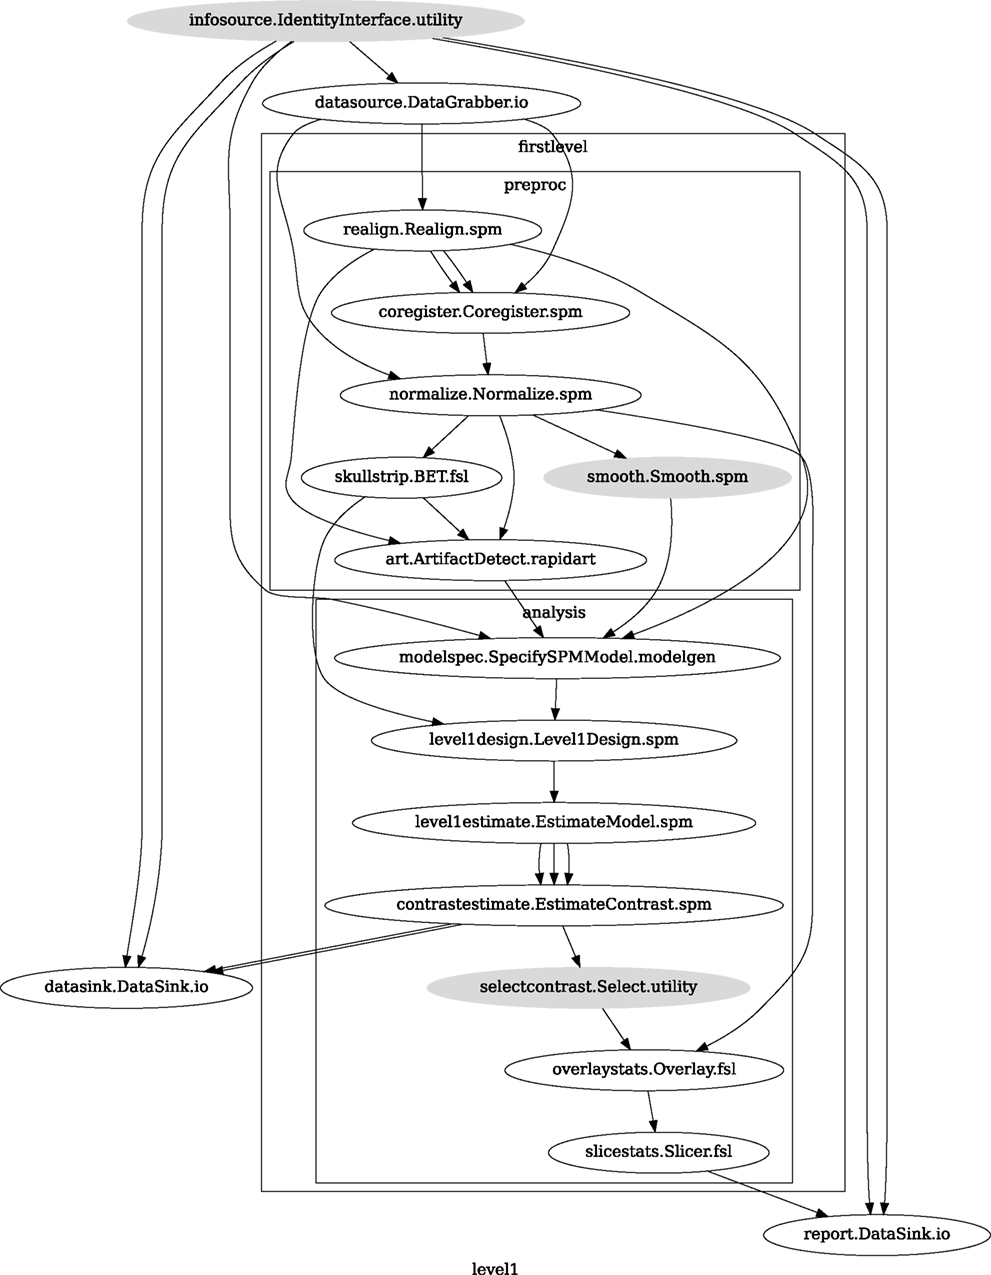 infosource.IdentityInterface.utility
datasource.DataGrabber.io
firstlevel
preproc
realign.Realign.spm
coregister.Coregister.spm
normalize.Normalize.spm
skullstrip.BET.fsl
smooth.Smooth.spm
art.ArtifactDetect.rapidart
analysis
modelspec.SpecifySPMModel.modelgen
level1design.Level1Design.spm
level1estimate.EstimateModel.spm
contrastestimate.EstimateContrast.spm
datasink.DataSink.io
selectcontrast.Select.utility
overlaystats.Overlay.fsl
slicestats.Slicer.fsl
report.DataSink.io
level1